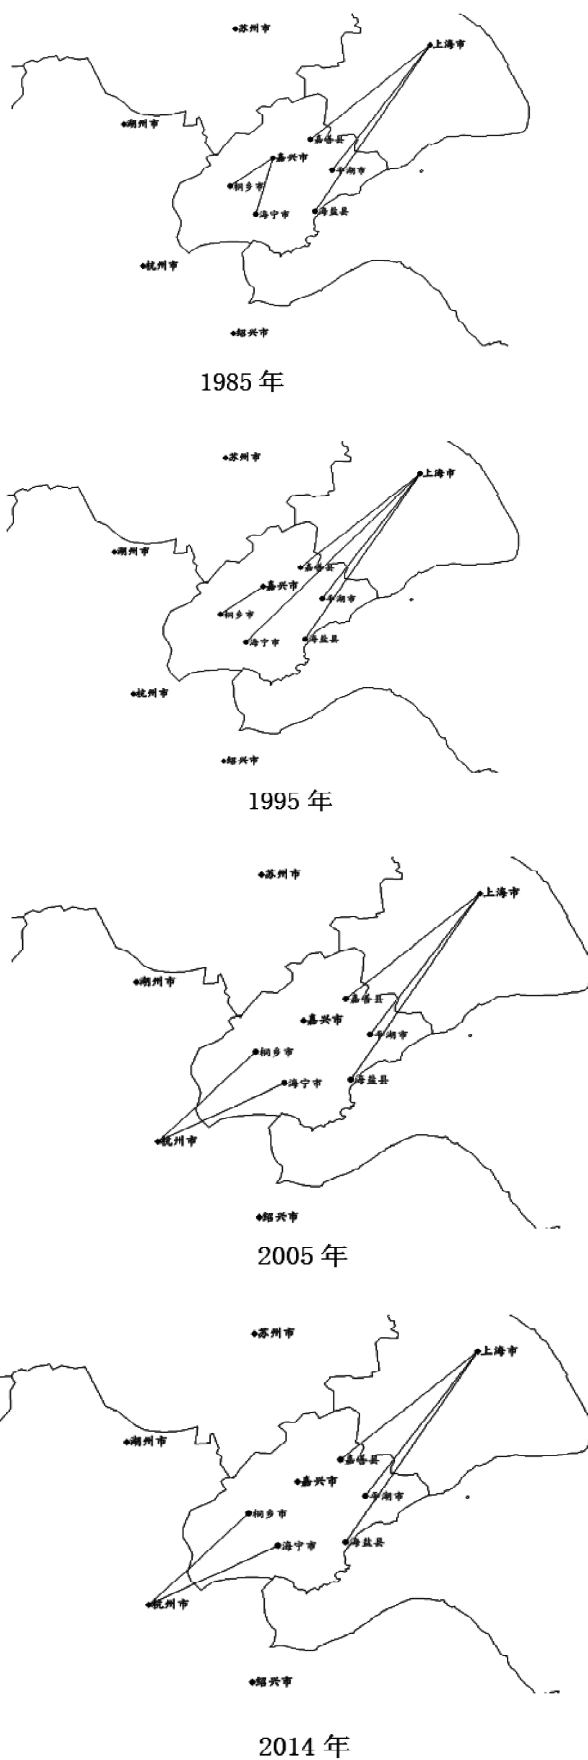 苏州市
上海市
湖州市
嘉善县
嘉兴市
平湖市
桐乡市
海宁市
海盐县
杭州市
绍兴市
1985 年
苏州市
上海市
湖州市
嘉善县
嘉兴市
平湖市
桐乡市
海宁市
海盐县
杭州市
绍兴市
1995 年
苏州市
上海市
湖州市
嘉善县
嘉兴市
平湖市
桐乡市
海宁市
海盐县
杭州市
绍兴市
2005 年
苏州市
上海市
湖州市
嘉善县
嘉兴市
平湖市
桐乡市
海宁市
海盐县
杭州市
绍兴市
2014 年